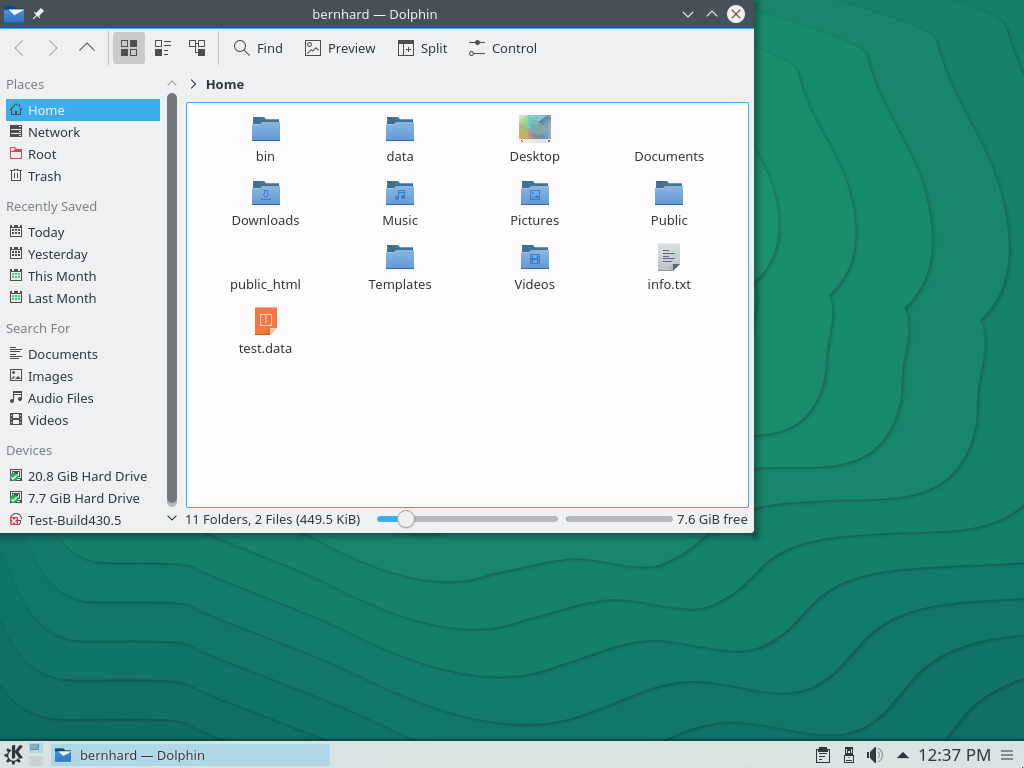 bernhard — Dolphin
Find
Preview
Split
Control
Places
Home
Network
Root
Trash
Recently Saved
Today
Yesterday
This Month
Last Month
Search For
Documents
Images
Audio Files
Videos
Devices
20.8 GiB Hard Drive
7.7 GiB Hard Drive
Test-Build430.5
Home
bin
data
Desktop
Documents
Downloads
Music
Pictures
Public
public_html
Templates
Videos
info.txt
test.data
11 Folders, 2 Files (449.5 KiB)
7.6 GiB free
bernhard — Dolphin
12:37 PM